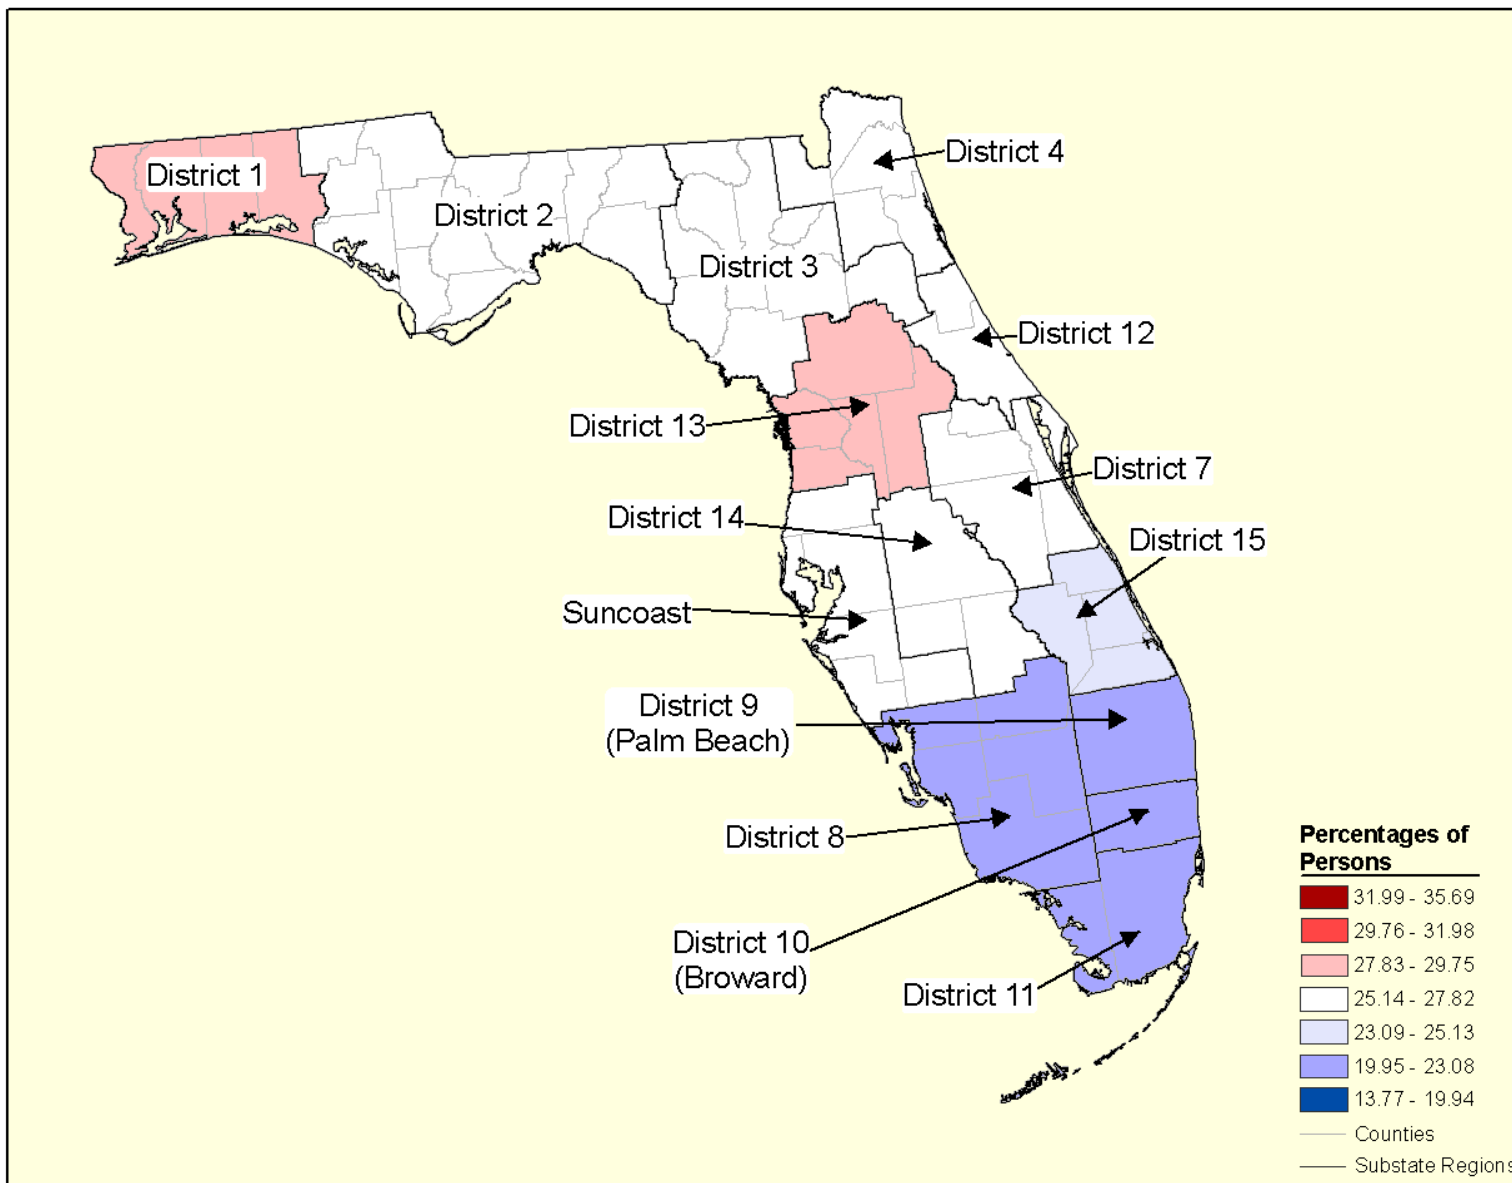 District 4
District 1
District 2
District 3
District 12
District 13
District 7
District 14
District 15
Suncoast
District 9
(Palm Beach)
District 8
District 10
(Broward)
District 11
Percentages of
Persons
31.99 - 35.69
29.76 - 31.98
27.83 - 29.75
25.14 - 27.82
23.09 - 25.13
19.95 - 23.08
13.77 - 19.94
Counties
Substate Regions